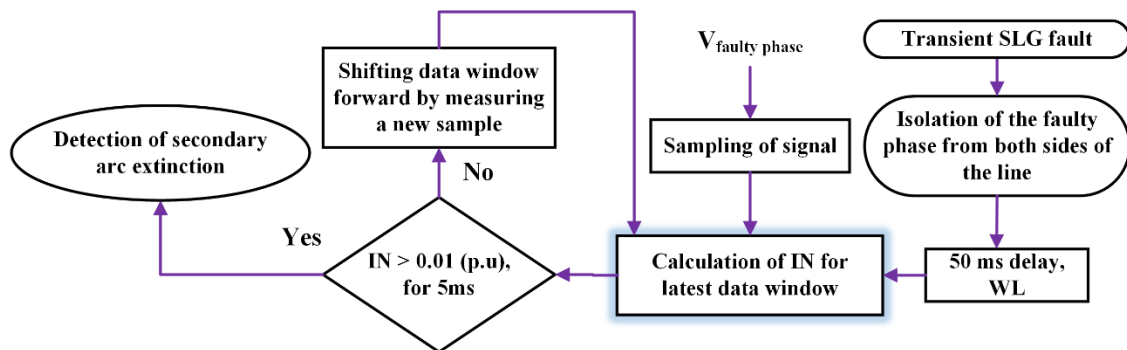 Transient SLG fault
Isolation of the faulty
phase from both sides of
the line
50 ms delay,
WL
V faulty phase
Sampling of signal
Calculation of IN for
latest data window
IN > 0.01 (p.u),
for 5ms
No
Shifting data window
forward by measuring
a new sample
Yes
Detection of secondary
arc extinction